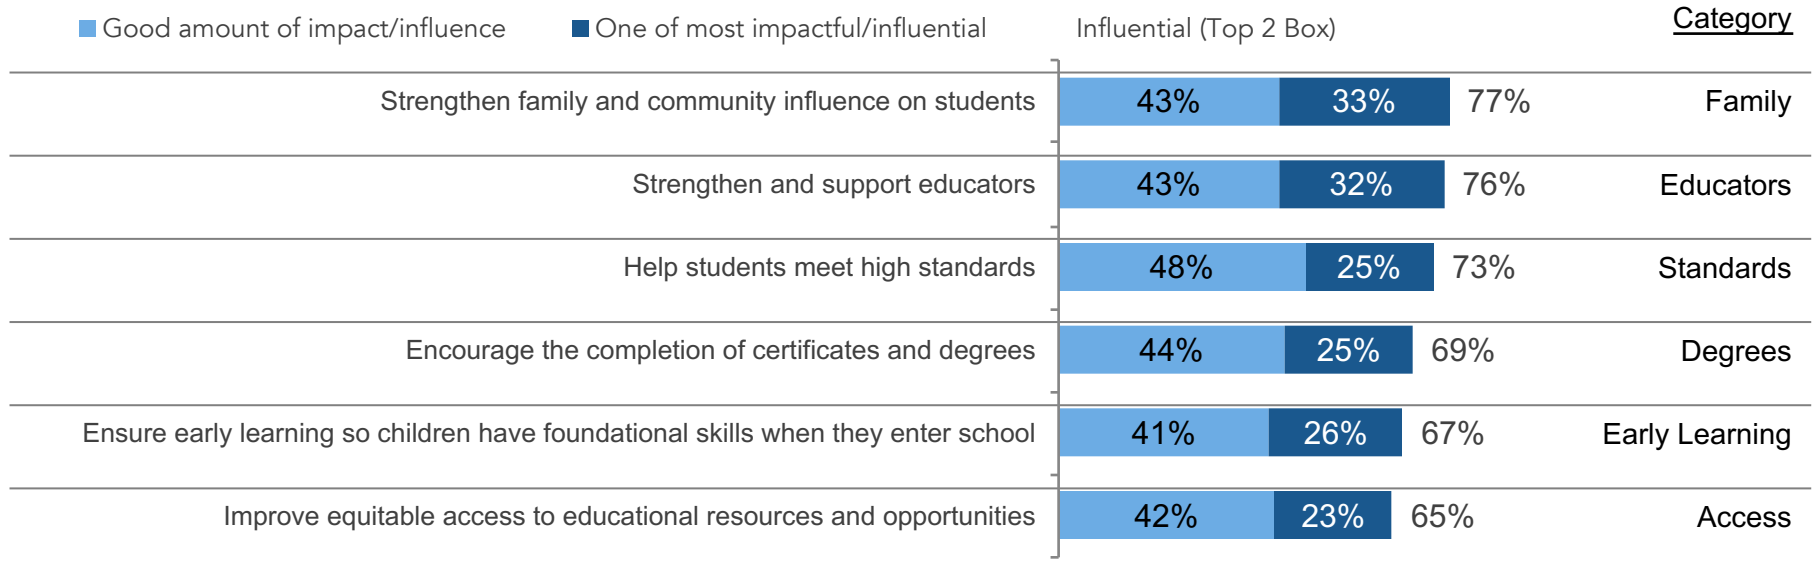 Good amount of impact/influence One of most impactful/influential Influential (Top 2 Box) Category
Strengthen family and community influence on students 43% 33% 77% Family
Strengthen and support educators 43% 32% 76% Educators
Help students meet high standards 48% 25% 73% Standards
Encourage the completion of certificates and degrees 44% 25% 69% Degrees
Ensure early learning so children have foundational skills when they enter school 41% 26% 67% Early Learning
Improve equitable access to educational resources and opportunities 42% 23% 65% Access